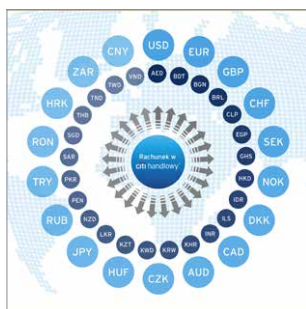 USD
EUR
GBP
CHF
SEK
NOK
DKK
CAD
AUD
CZK
HUF
JPY
RUB
TRY
RON
HRK
ZAR
CNY
AED
BDT
BGN
BRL
CLP
EGP
GHS
HKD
IDR
ILS
INR
KHR
KRW
KWD
KZT
LKR
NZD
PEN
PKR
SAR
SGD
THB
TND
TWD
VND
Rachunek w
citi handlowy